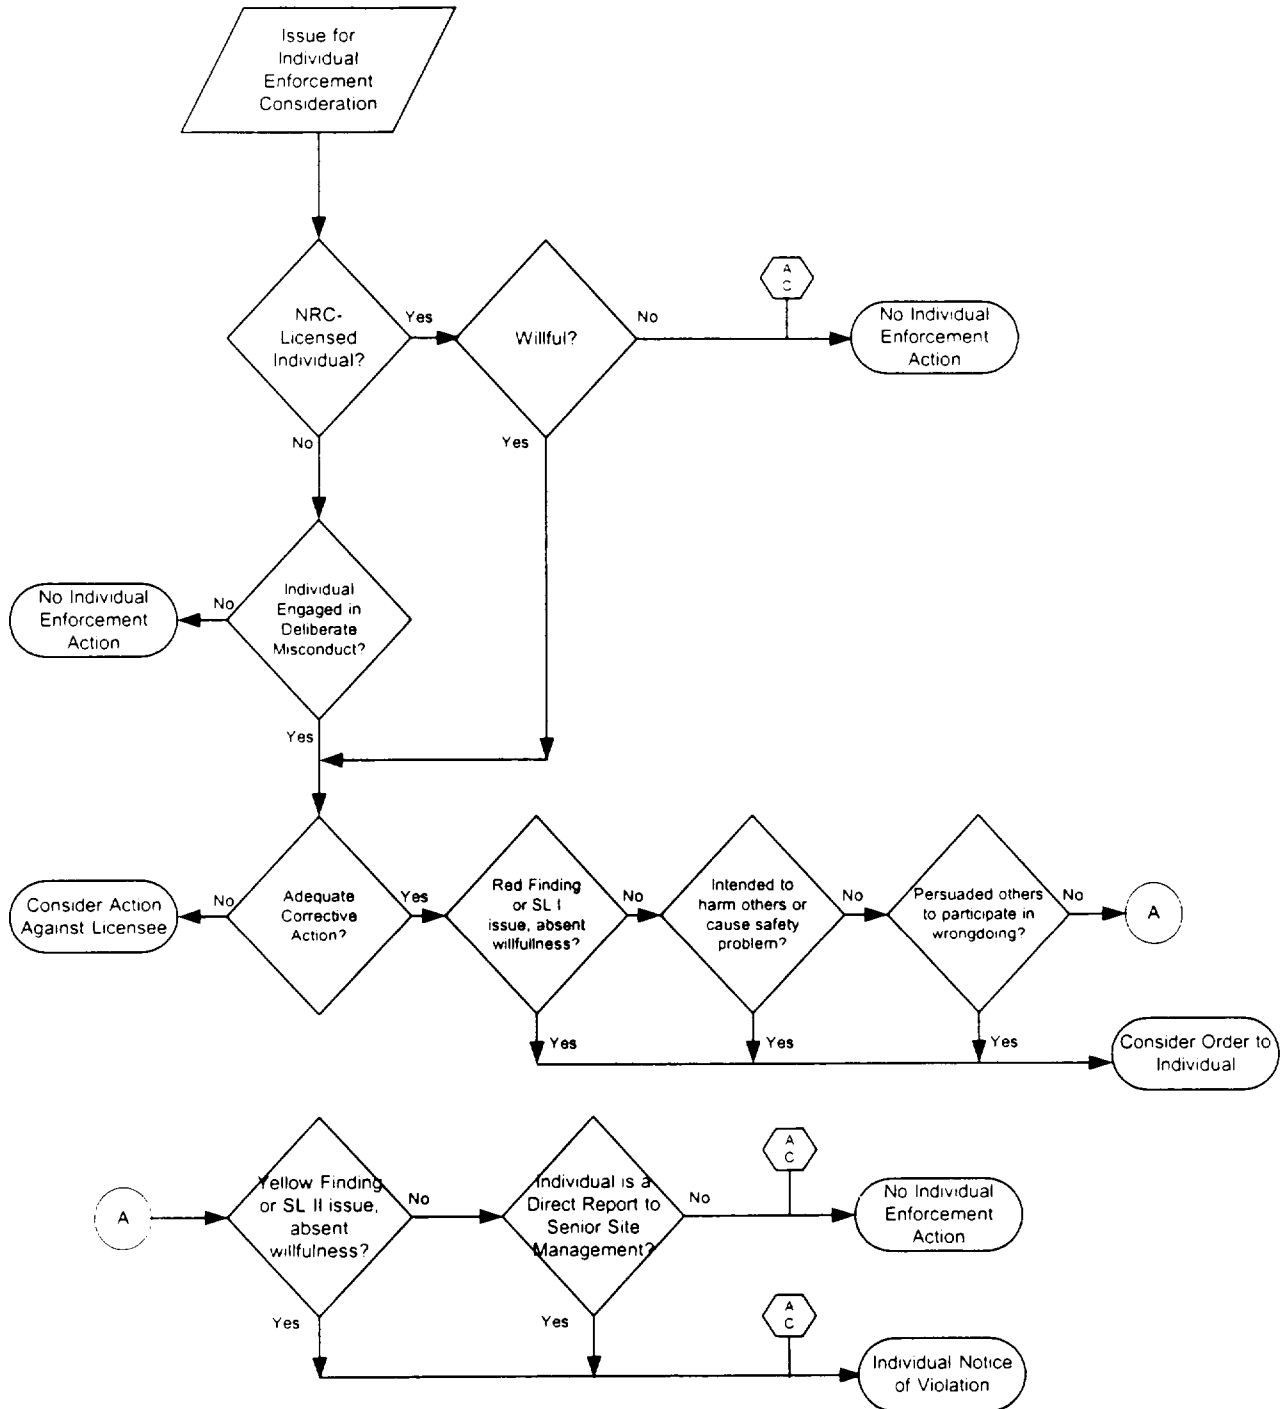 Issue for
Individual
Enforcement
Consideration
NRC-
Licensed
Individual?
Yes
Willful?
No
A
C
No Individual
Enforcement
Action
No
Yes
Individual
Engaged in
Deliberate
Misconduct?
No
No Individual
Enforcement
Action
Yes
Adequate
Corrective
Action?
No
Consider Action
Against Licensee
Yes
Red Finding
or SL I
issue, absent
willfullness?
No
Intended to
harm others or
cause safety
problem?
No
Persuaded others
to participate in
wrongdoing?
No
A
Yes
Yes
Yes
Consider Order to
Individual
A
Yellow Finding
or SL II issue,
absent
willfulness?
No
Individual is a
Direct Report to
Senior Site
Management?
No
A
C
No Individual
Enforcement
Action
Yes
Yes
A
C
Individual Notice
of Violation